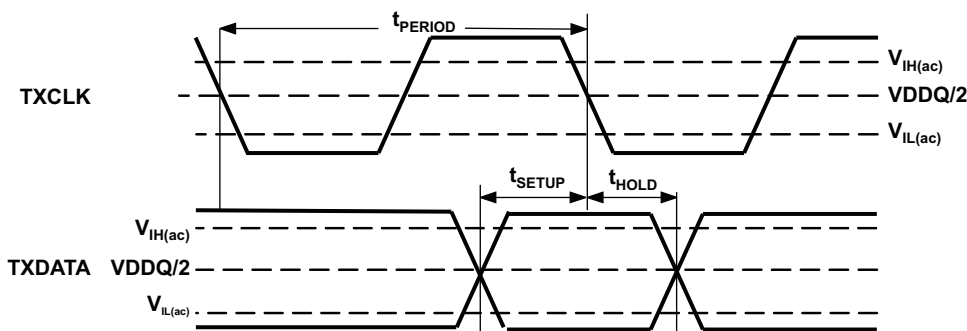 tPERIOD
VIH(ac)
TXCLK VDDQ/2
VIL(ac)
tSETUP tHOLD
VIH(ac)
TXDATA VDDQ/2
VIL(ac)